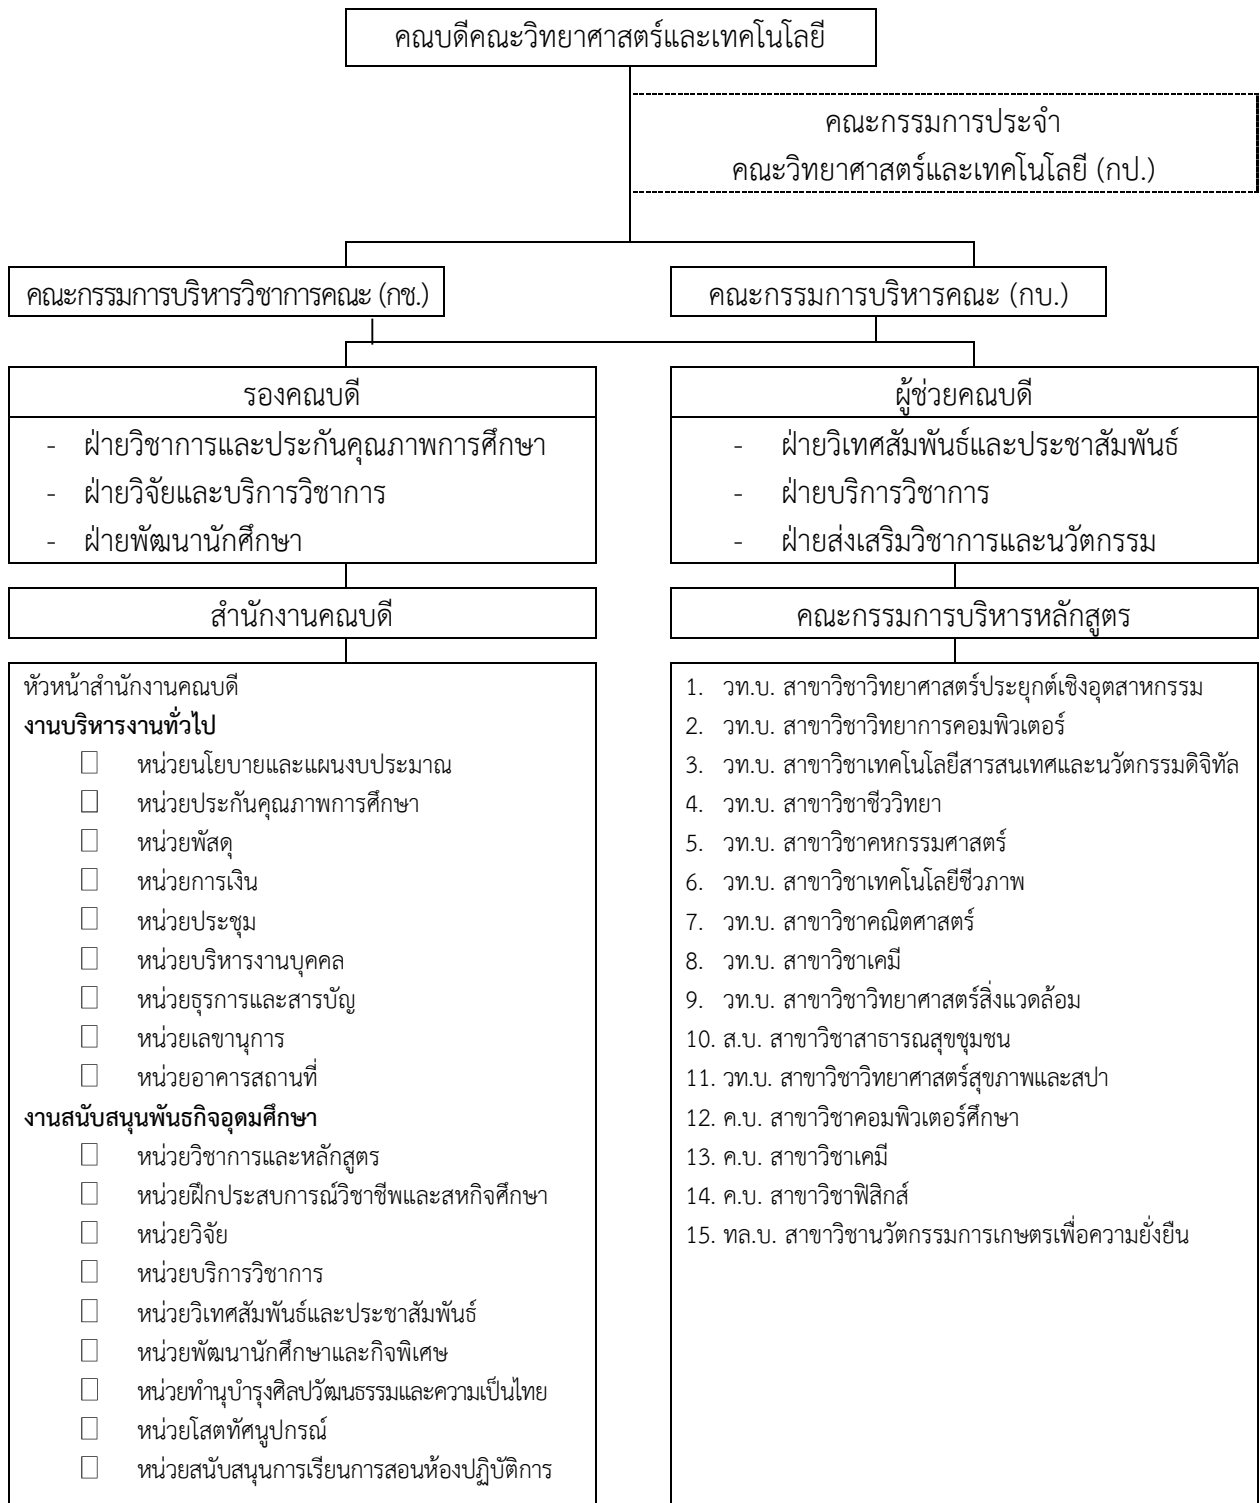 คณบดีคณะวิทยาศาสตร์และเทคโนโลยี
คณะกรรมการประจำ
คณะวิทยาศาสตร์และเทคโนโลยี (กป.)
คณะกรรมการบริหารวิชาการคณะ (กช.)
คณะกรรมการบริหารคณะ (กบ.)
รองคณบดี
- ฝ่ายวิชาการและประกันคุณภาพการศึกษา
- ฝ่ายวิจัยและบริการวิชาการ
- ฝ่ายพัฒนานักศึกษา
ผู้ช่วยคณบดี
- ฝ่ายวิเทศสัมพันธ์และประชาสัมพันธ์
- ฝ่ายบริการวิชาการ
- ฝ่ายส่งเสริมวิชาการและนวัตกรรม
สำนักงานคณบดี
หัวหน้าสำนักงานคณบดี
งานบริหารงานทั่วไป
หน่วยนโยบายและแผนงบประมาณ
หน่วยประกันคุณภาพการศึกษา
หน่วยพัสดุ
หน่วยการเงิน
หน่วยประชุม
หน่วยบริหารงานบุคคล
หน่วยธุรการและสารบัญ
หน่วยเลขานุการ
หน่วยอาคารสถานที่
งานสนับสนุนพันธกิจอุดมศึกษา
หน่วยวิชาการและหลักสูตร
หน่วยฝึกประสบการณ์วิชาชีพและสหกิจศึกษา
หน่วยวิจัย
หน่วยบริการวิชาการ
หน่วยวิเทศสัมพันธ์และประชาสัมพันธ์
หน่วยพัฒนานักศึกษาและกิจพิเศษ
หน่วยทำนุบำรุงศิลปวัฒนธรรมและความเป็นไทย
หน่วยโสตทัศนูปกรณ์
หน่วยสนับสนุนการเรียนการสอนห้องปฏิบัติการ
คณะกรรมการบริหารหลักสูตร
1. วท.บ. สาขาวิชาวิทยาศาสตร์ประยุกต์เชิงอุตสาหกรรม
2. วท.บ. สาขาวิชาวิทยาการคอมพิวเตอร์
3. วท.บ. สาขาวิชาเทคโนโลยีสารสนเทศและนวัตกรรมดิจิทัล
4. วท.บ. สาขาวิชาชีววิทยา
5. วท.บ. สาขาวิชาคหกรรมศาสตร์
6. วท.บ. สาขาวิชาเทคโนโลยีชีวภาพ
7. วท.บ. สาขาวิชาคณิตศาสตร์
8. วท.บ. สาขาวิชาเคมี
9. วท.บ. สาขาวิชาวิทยาศาสตร์สิ่งแวดล้อม
10. ส.บ. สาขาวิชาสาธารณสุขชุมชน
11. วท.บ. สาขาวิชาวิทยาศาสตร์สุขภาพและสปา
12. ค.บ. สาขาวิชาคอมพิวเตอร์ศึกษา
13. ค.บ. สาขาวิชาเคมี
14. ค.บ. สาขาวิชาฟิสิกส์
15. ทล.บ. สาขาวิชานวัตกรรมการเกษตรเพื่อความยั่งยืน